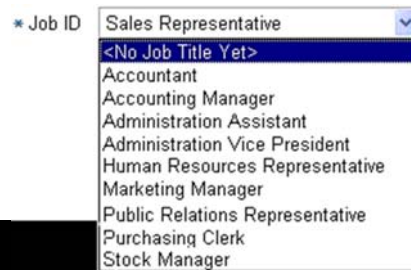 * Job ID Sales Representative
<No Job Title Yet>
Accountant
Accounting Manager
Administration Assistant
Administration Vice President
Human Resources Representative
Marketing Manager
Public Relations Representative
Purchasing Clerk
Stock Manager